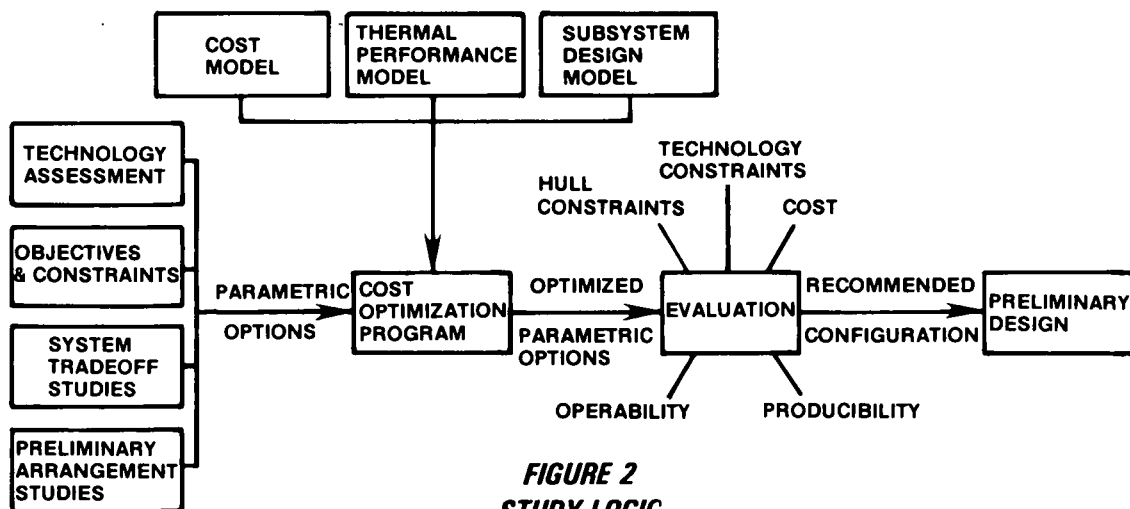 COST
MODEL
THERMAL
PERFORMANCE
MODEL
SUBSYSTEM
DESIGN
MODEL
TECHNOLOGY
ASSESSMENT
OBJECTIVES
& CONSTRAINTS
SYSTEM
TRADEOFF
STUDIES
PRELIMINARY
ARRANGEMENT
STUDIES
PARAMETRIC
OPTIONS
COST
OPTIMIZATION
PROGRAM
OPTIMIZED
PARAMETRIC
OPTIONS
HULL
CONSTRAINTS
TECHNOLOGY
CONSTRAINTS
COST
EVALUATION
OPERABILITY
PRODUCIBILITY
RECOMMENDED
CONFIGURATION
PRELIMINARY
DESIGN
FIGURE 2
STUDY LOGIC